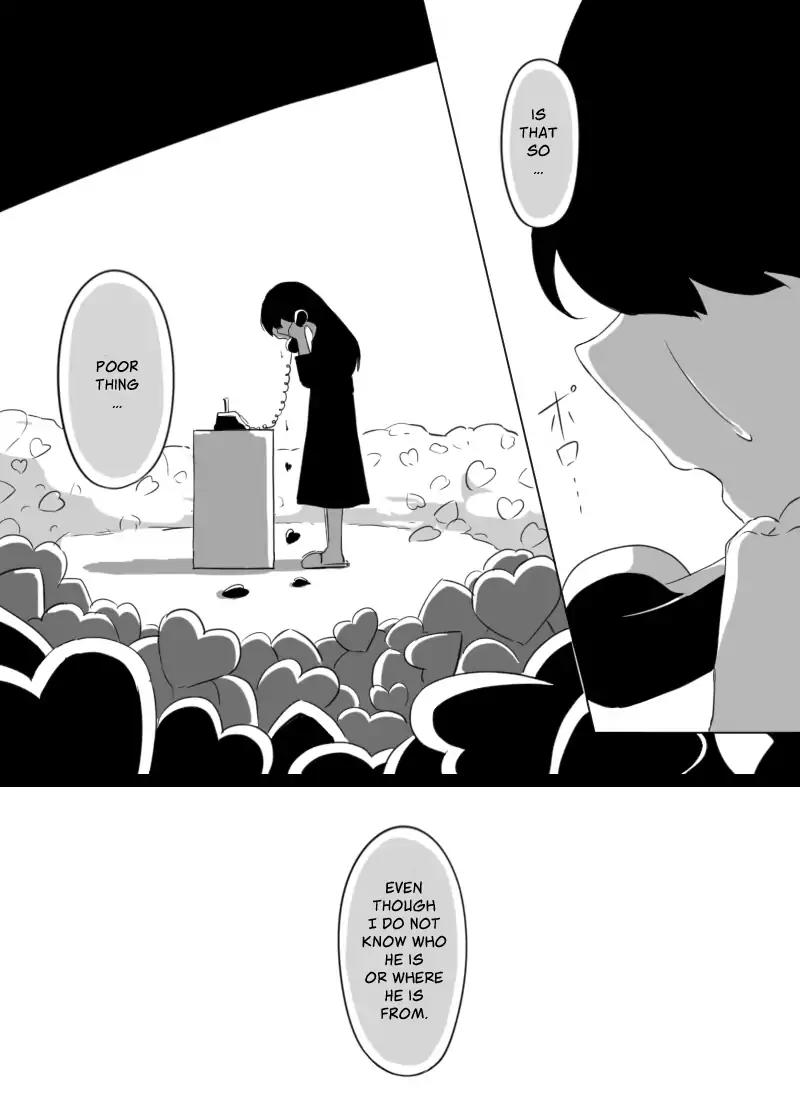 IS
THAT
SO
...
ポロ…
POOR
THING
...
EVEN
THOUGH
I DO NOT
KNOW WHO
HE IS
OR WHERE
HE IS
FROM.